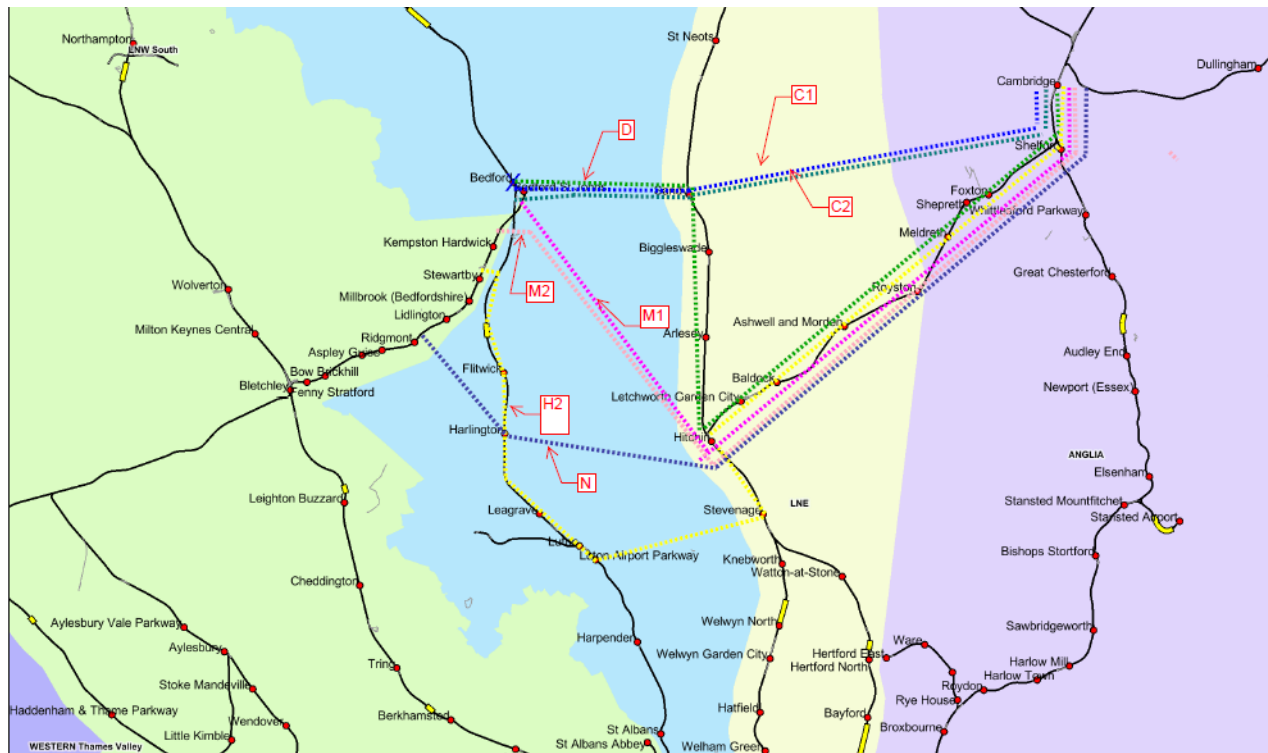 Northampton
LNW South
St Neots
Dullingham
Cambridge
C1
D
Shelford
Bedford
Bedford St Johns
Sandy
C2
Foxton
Shepreth
Whittlesford Parkway
Meldreth
Kempston Hardwick
Biggleswade
Stewartby
Great Chesterford
Wolverton
M2
Royston
Millbrook (Bedfordshire)
M1
Lidlington
Ashwell and Morden
Milton Keynes Central
Ridgmont
Arlesey
Aspley Guise
Audley End
Bow Brickhill
Flitwick
Baldock
Bletchley
Fenny Stratford
Newport (Essex)
Letchworth Garden City
H2
Harlington
Hitchin
ANGLIA
Elsenham
N
Leighton Buzzard
LNE
Stansted Mountfitchet
Leagrave
Stevenage
Stansted Airport
Luton
Luton Airport Parkway
Bishops Stortford
Knebworth
Watton-at-Stone
Cheddington
Aylesbury Vale Parkway
Welwyn North
Sawbridgeworth
Harpenden
Ware
Aylesbury
Hertford East
Welwyn Garden City
Hertford North
Tring
Harlow Mill
Harlow Town
Stoke Mandeville
Roydon
Rye House
Haddenham & Thame Parkway
Hatfield
Bayford
Wendover
Berkhamsted
Broxbourne
Little Kimble
St Albans
St Albans Abbey
Welham Green
WESTERN Thames Valley